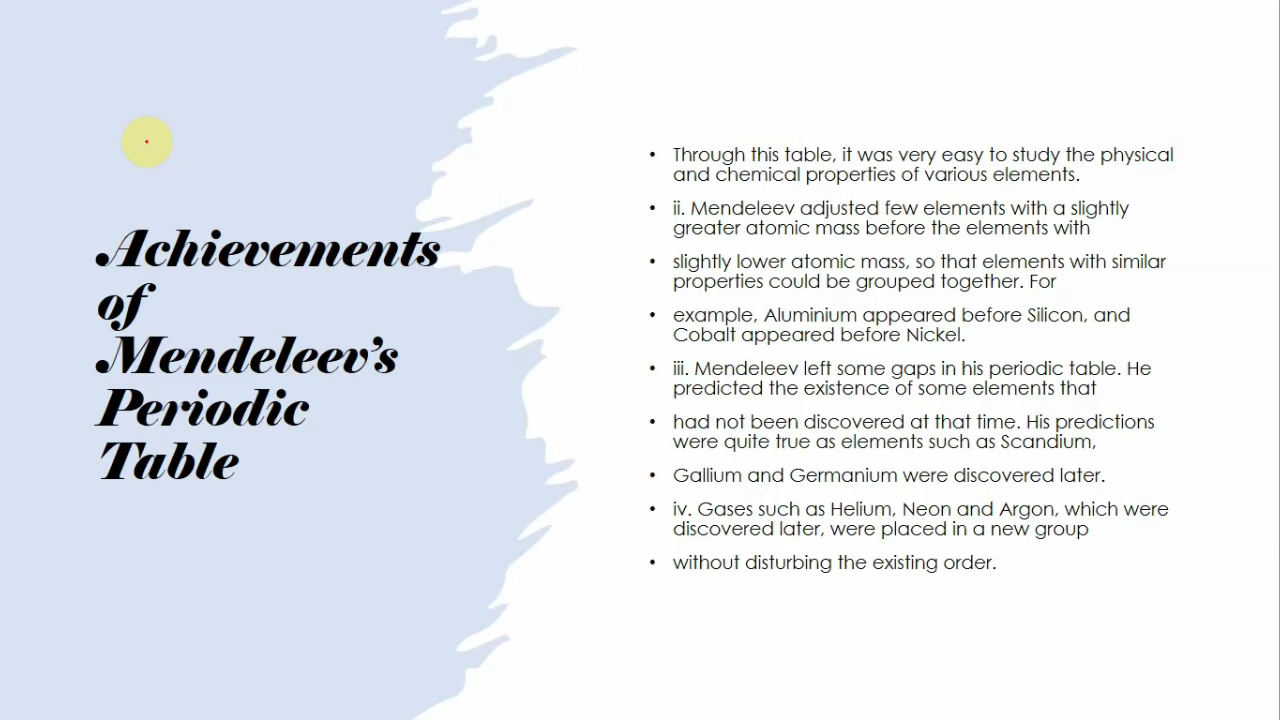 Achievements
of
Mendeleev’s
Periodic
Table
• Through this table, it was very easy to study the physical
and chemical properties of various elements.
• ii. Mendeleev adjusted few elements with a slightly
greater atomic mass before the elements with
• slightly lower atomic mass, so that elements with similar
properties could be grouped together. For
• example, Aluminium appeared before Silicon, and
Cobalt appeared before Nickel.
• iii. Mendeleev left some gaps in his periodic table. He
predicted the existence of some elements that
• had not been discovered at that time. His predictions
were quite true as elements such as Scandium,
• Gallium and Germanium were discovered later.
• iv. Gases such as Helium, Neon and Argon, which were
discovered later, were placed in a new group
• without disturbing the existing order.